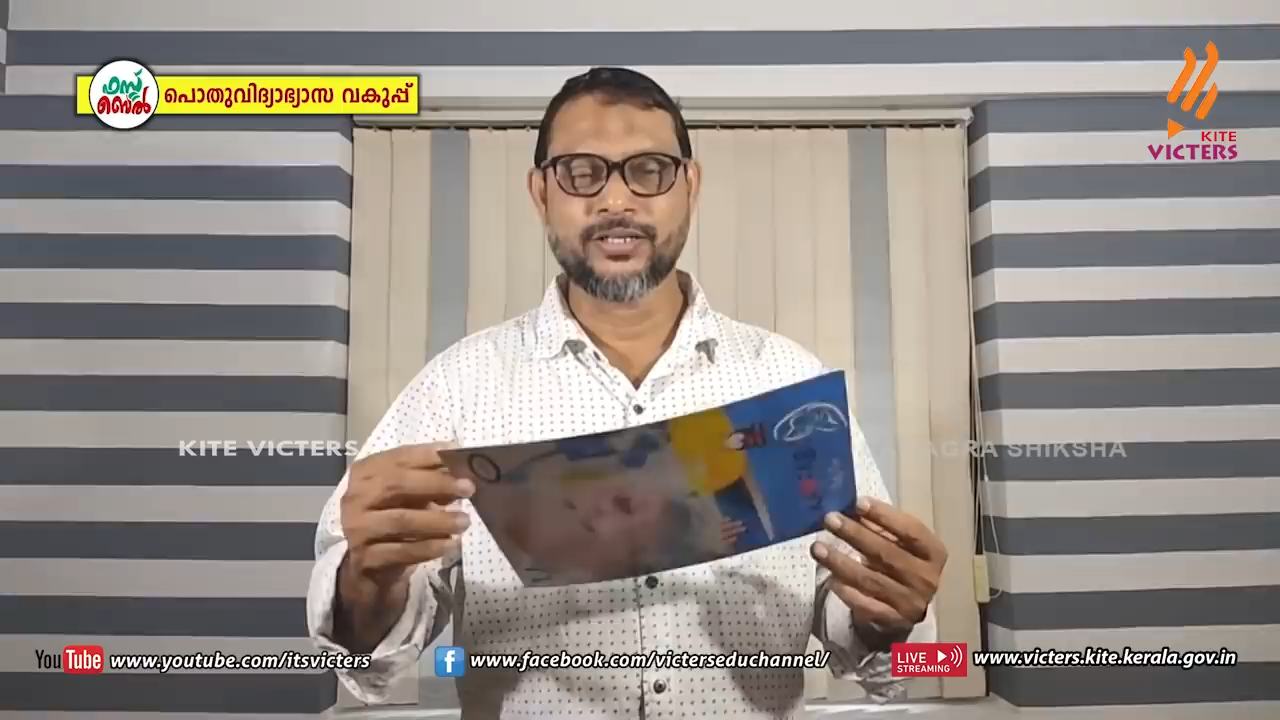 ഫസ്റ്റ്
ബെൽ
പൊതുവിദ്യാഭ്യാസ വകുപ്പ്
KITE
VICTERS
KITE VICTERS
AGRA SHIKSHA
YouTube www.youtube.com/itsvicters
f www.facebook.com/victerseduchannel/
LIVE
STREAMING
www.victers.kite.kerala.gov.in